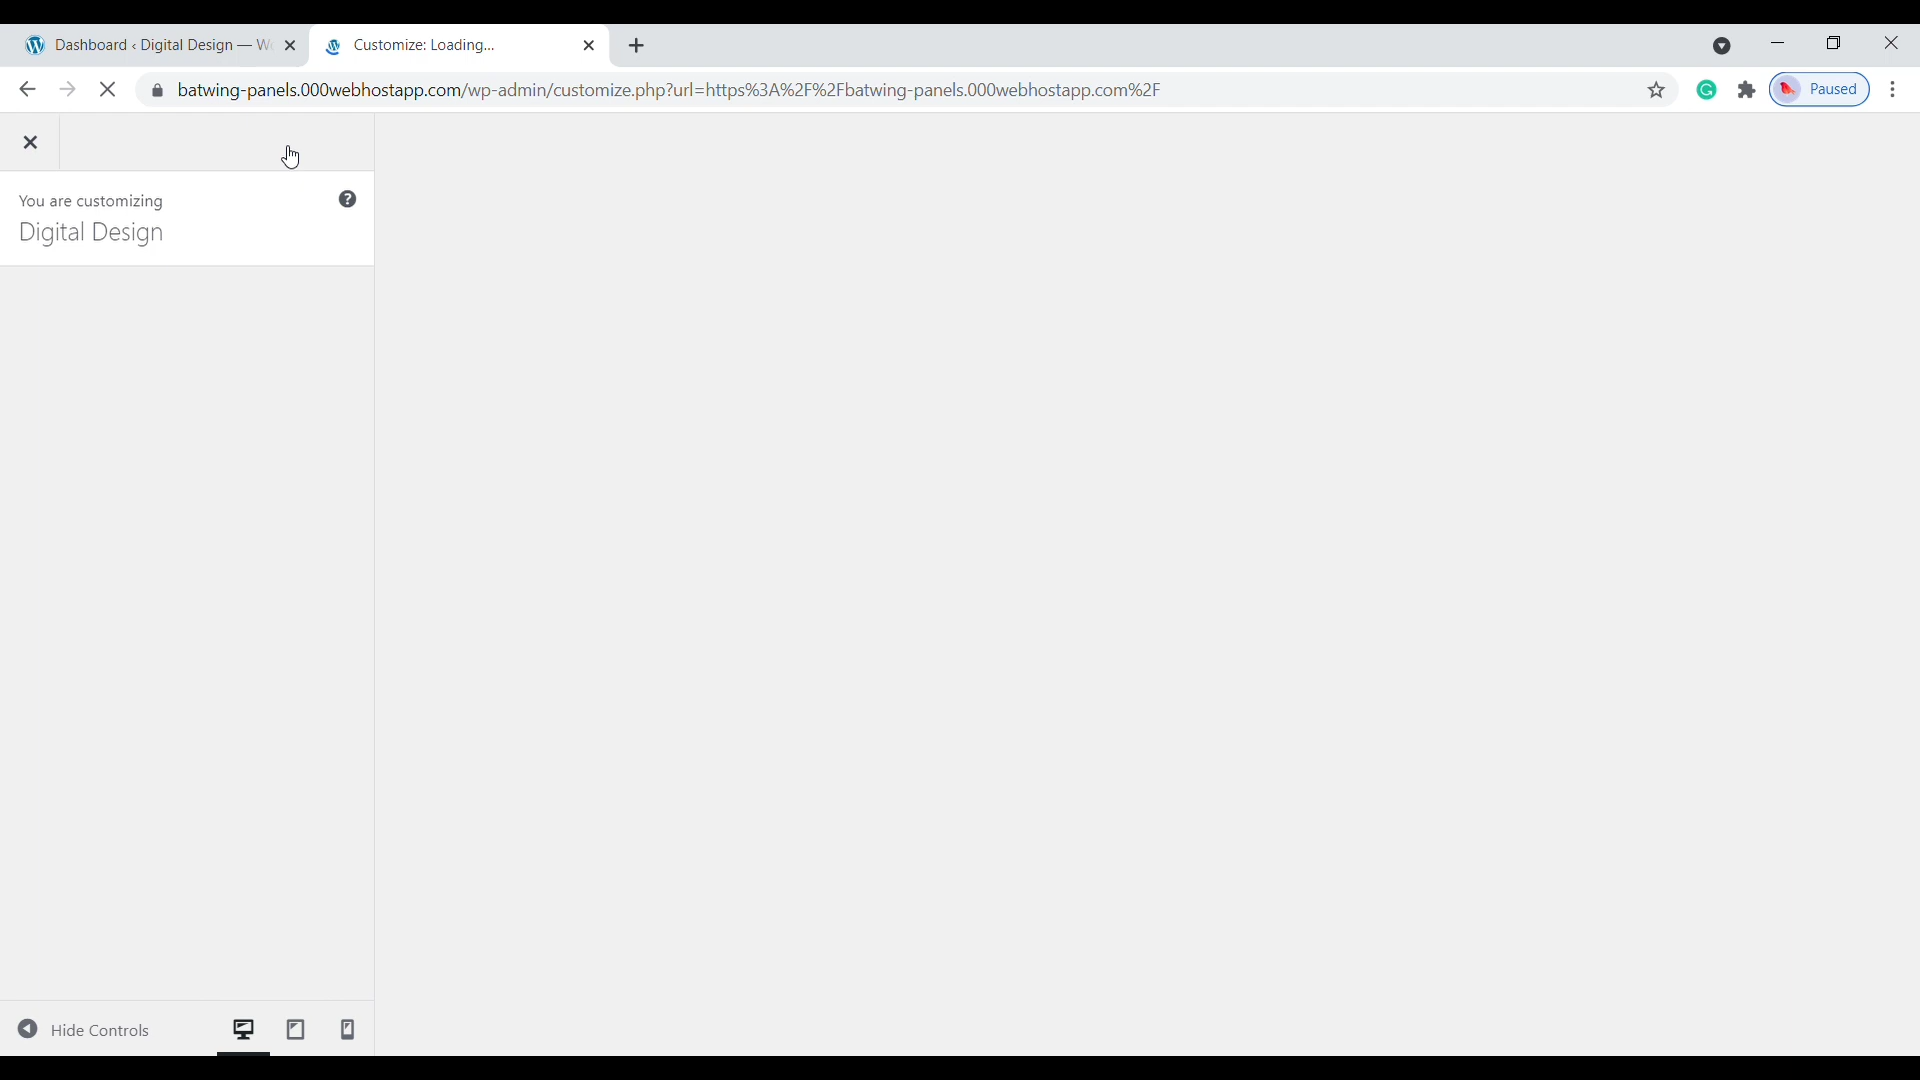 Dashboard ‹ Digital Design — W
Customize: Loading...
batwing-panels.000webhostapp.com/wp-admin/customize.php?url=https%3A%2F%2Fbatwing-panels.000webhostapp.com%2F
Paused
You are customizing
Digital Design
Hide Controls